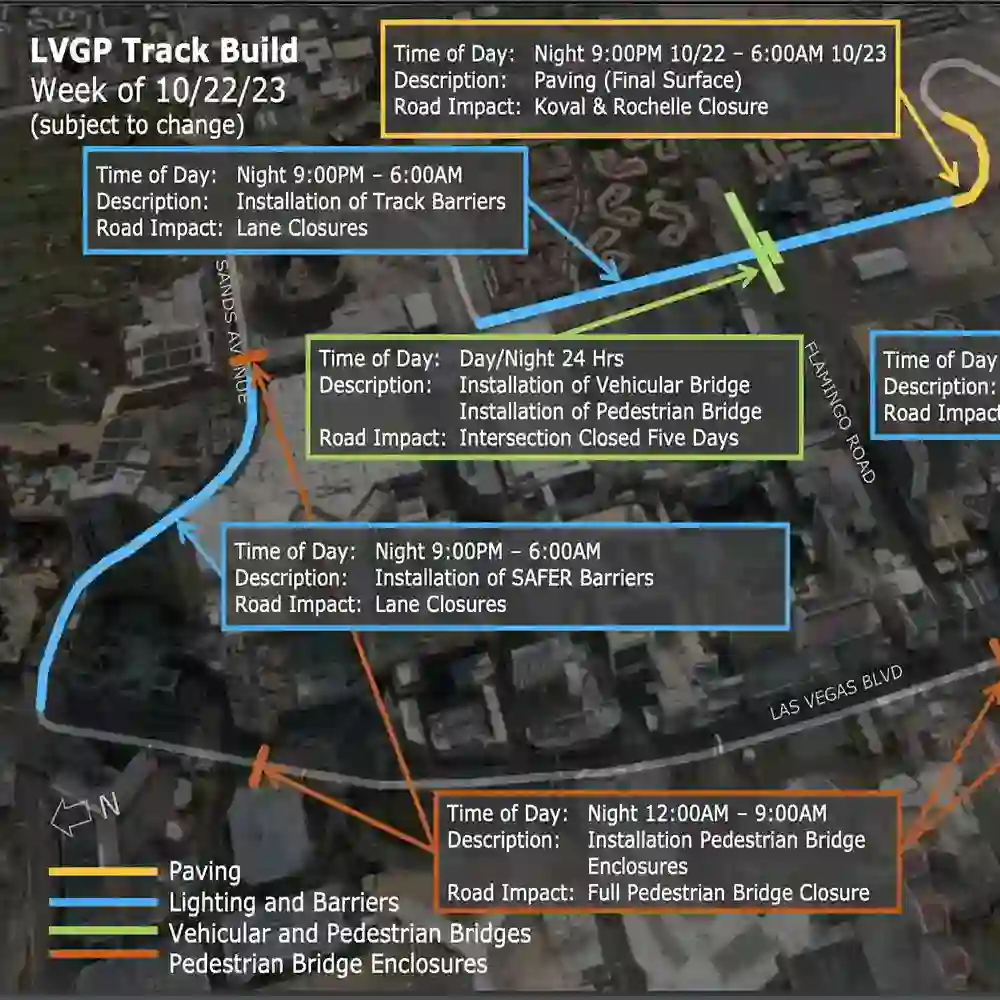 LVGP Track Build
Week of 10/22/23
(subject to change)
Time of Day: Night 9:00PM 10/22 – 6:00AM 10/23
Description: Paving (Final Surface)
Road Impact: Koval & Rochelle Closure
Time of Day: Night 9:00PM – 6:00AM
Description: Installation of Track Barriers
Road Impact: Lane Closures
SANDS AVENUE
Time of Day: Day/Night 24 Hrs
Description: Installation of Vehicular Bridge
Installation of Pedestrian Bridge
Road Impact: Intersection Closed Five Days
FLAMINGO ROAD
Time of Day
Description:
Road Impact
Time of Day: Night 9:00PM – 6:00AM
Description: Installation of SAFER Barriers
Road Impact: Lane Closures
LAS VEGAS BLVD
Time of Day: Night 12:00AM – 9:00AM
Description: Installation Pedestrian Bridge
Enclosures
Road Impact: Full Pedestrian Bridge Closure
N
Paving
Lighting and Barriers
Vehicular and Pedestrian Bridges
Pedestrian Bridge Enclosures